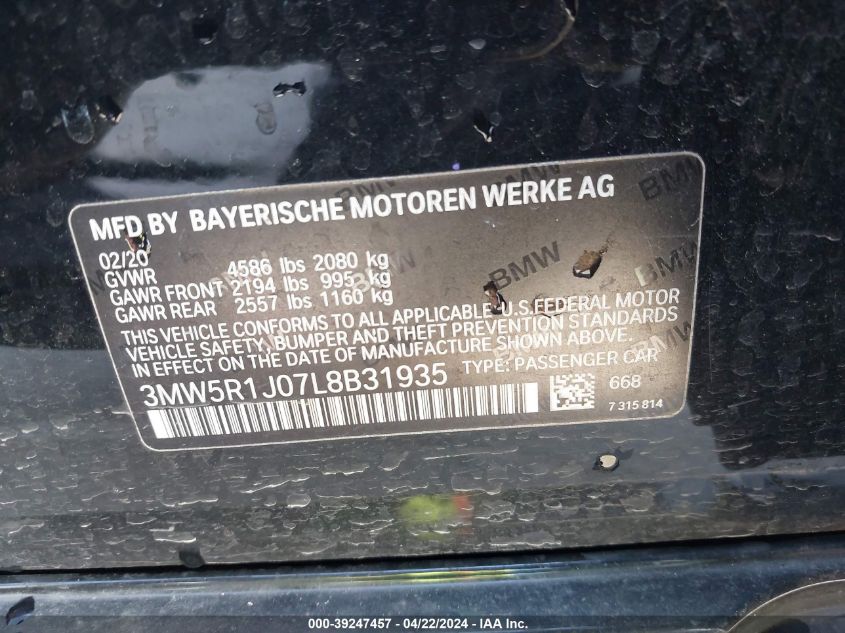 MFD BY BAYERISCHE MOTOREN WERKE AG
02/20
GVWR 4586 lbs 2080 kg
GAWR FRONT 2194 lbs 995 kg
GAWR REAR 2557 lbs 1160 kg
THIS VEHICLE CONFORMS TO ALL APPLICABLE U.S.FEDERAL MOTOR
VEHICLE SAFETY, BUMPER AND THEFT PREVENTION STANDARDS
IN EFFECT ON THE DATE OF MANUFACTURE SHOWN ABOVE.
3MW5R1J07L8B31935 TYPE: PASSENGER CAR
668
7 315 814
BMW
BMW
BMW
000-39247457 - 04/22/2024 - IAA Inc.